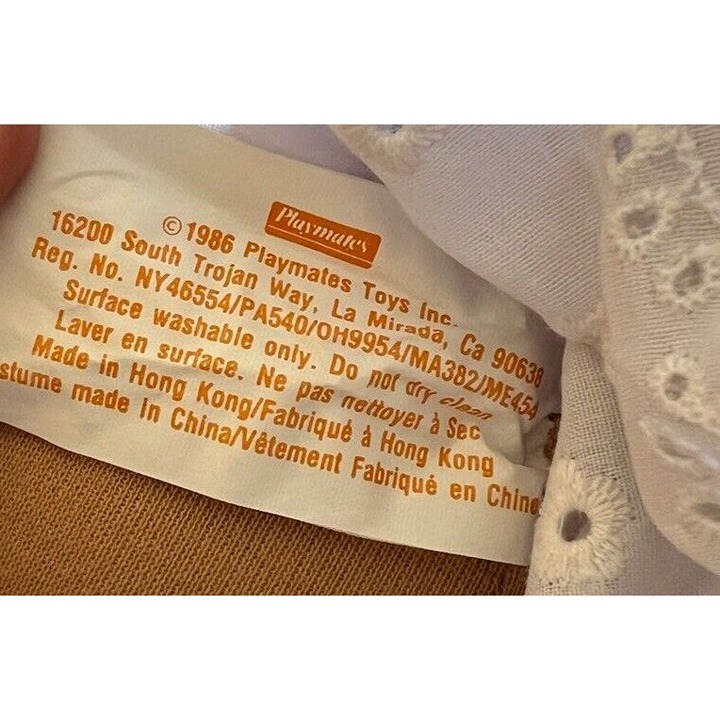 Playmates
©1986 Playmates Toys Inc.
16200 South Trojan Way, La Mirada, Ca 90638
Reg. No. NY46554/PA540/OH9954/MA382/ME454
Surface washable only. Do not dry clean
Laver en surface. Ne pas nettoyer à Sec
Made in Hong Kong/Fabriqué à Hong Kong
stume made in China/Vêtement Fabriqué en Chine